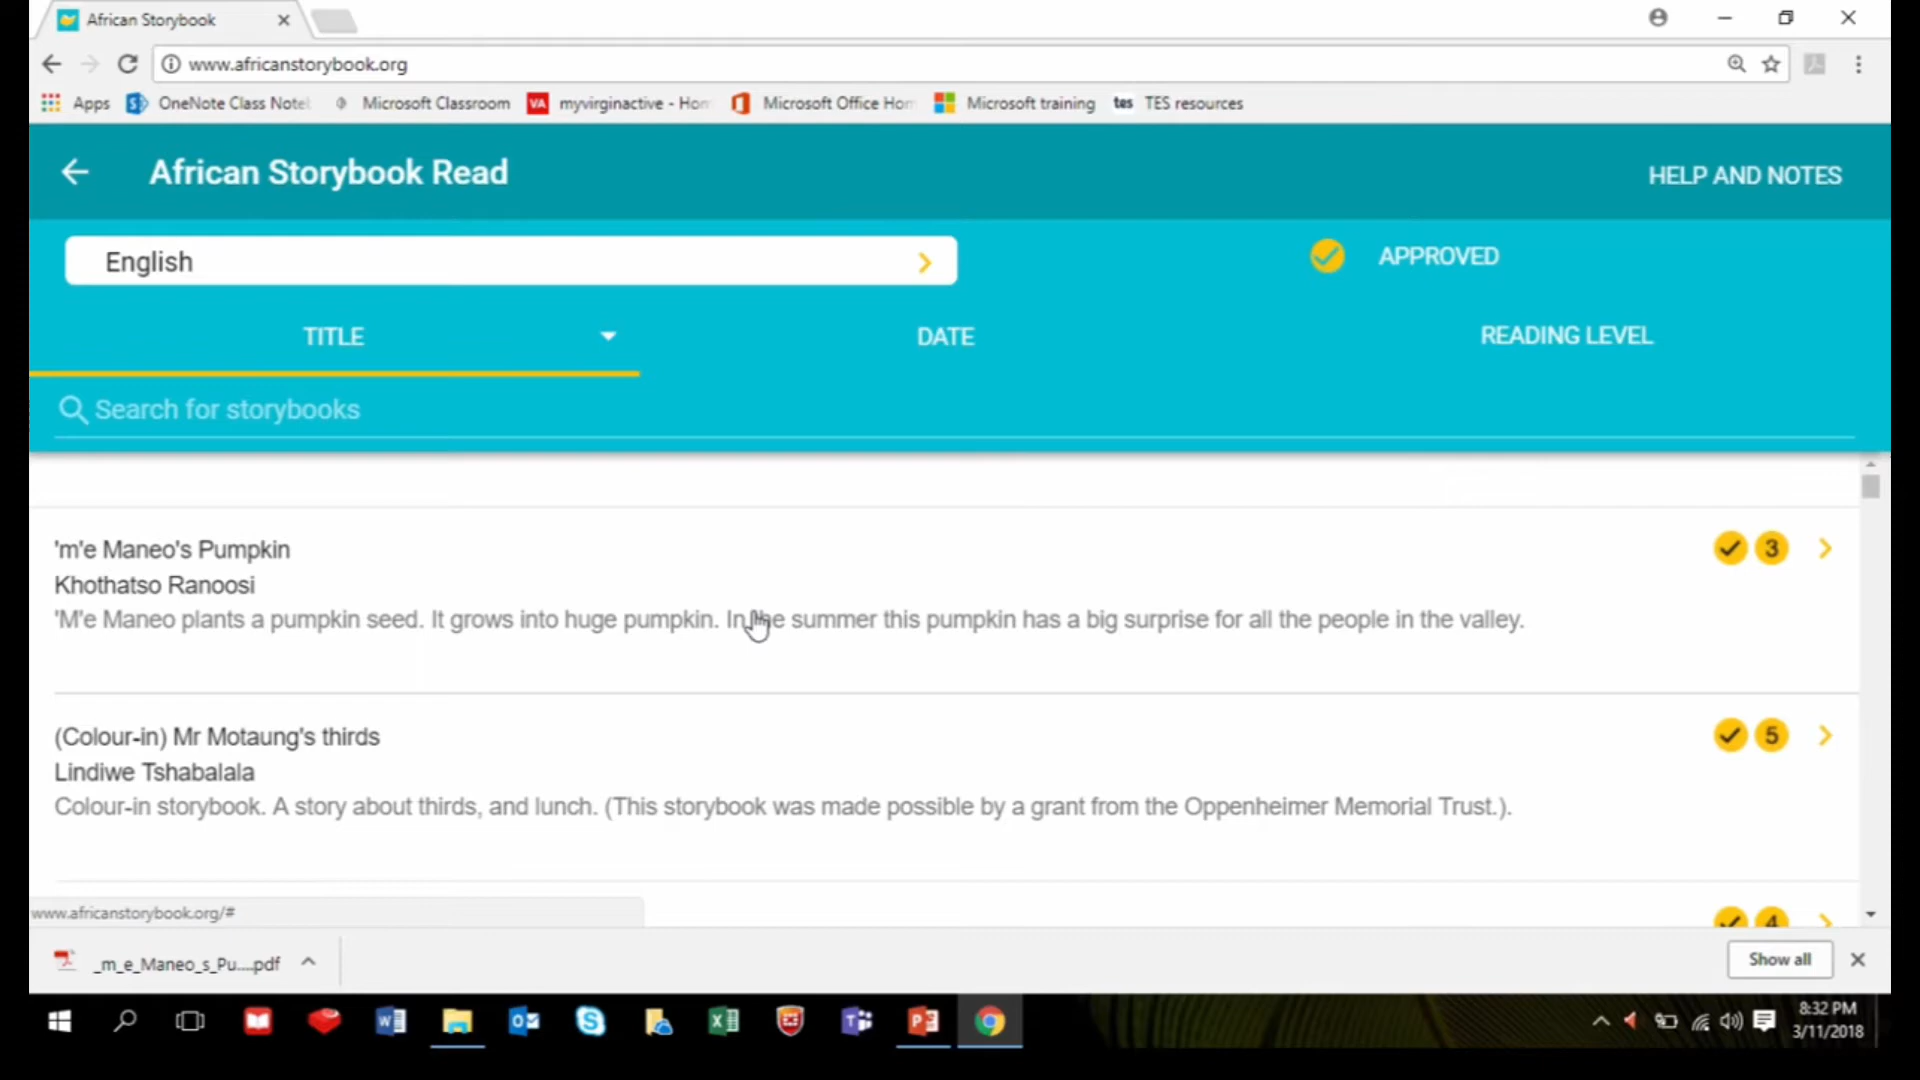 African Storybook
www.africanstorybook.org
Apps
OneNote Class Note
Microsoft Classroom
VA
myvirginactive - Hom
Microsoft Office Hom
Microsoft training
tes
TES resources
African Storybook Read
HELP AND NOTES
English
APPROVED
TITLE
DATE
READING LEVEL
Search for storybooks
'm'e Maneo's Pumpkin
3
Khothatso Ranoosi
'M'e Maneo plants a pumpkin seed. It grows into huge pumpkin. In the summer this pumpkin has a big surprise for all the people in the valley.
(Colour-in) Mr Motaung's thirds
5
Lindiwe Tshabalala
Colour-in storybook. A story about thirds, and lunch. (This storybook was made possible by a grant from the Oppenheimer Memorial Trust.).
4
www.africanstorybook.org/#
_m_e_Maneo_s_Pu....pdf
Show all
8:32 PM
3/11/2018